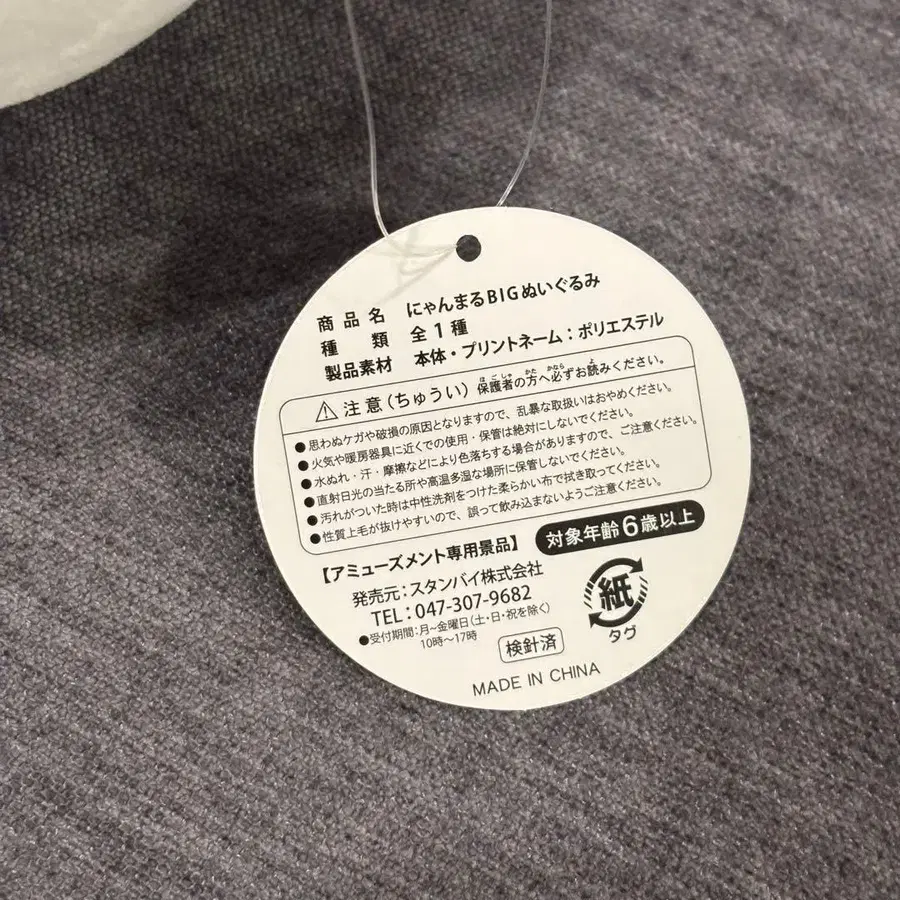 商品名 にゃんまるBIGぬいぐるみ
種類 全1種
製品素材 本体・プリントネーム：ポリエステル
注意（ちゅうい）保護者の方へ必ずお読みください。
●思わぬケガや破損の原因となりますので、乱暴な取扱いはおやめください。
●火気や暖房器具に近くでの使用・保管は絶対にしないでください。
●水ぬれ・汗・摩擦などにより色落ちする場合がありますので、ご注意ください。
●直射日光の当たる所や高温多湿な場所に保管しないでください。
●汚れがついた時は中性洗剤をつけた柔らかい布で拭き取ってください。
●性質上毛が抜けやすいので、誤って飲み込まないようご注意ください。
【アミューズメント専用景品】 対象年齢6歳以上
発売元：スタンバイ株式会社
TEL：047-307-9682
●受付期間：月～金曜日（土・日・祝を除く）
10時～17時
紙
タグ
検針済
MADE IN CHINA